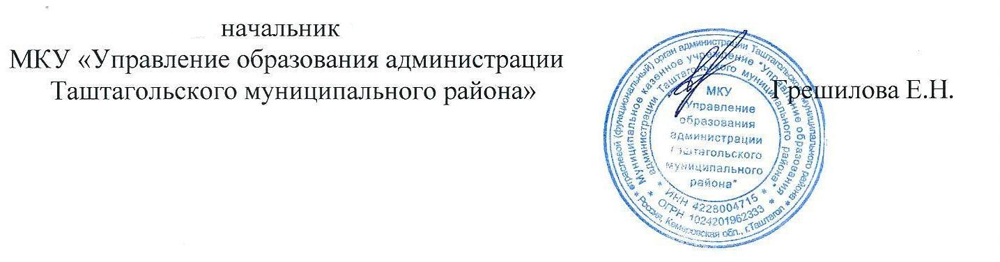 начальник
МКУ «Управление образования администрации
Таштагольского муниципального района»
Грешилова Е.Н.
отраслевой (функциональный) орган администрации Таштагольского муниципального района
* Россия, Кемеровская обл., г.Таштагол *
Муниципальное казенное учреждение "Управление образования
администрации Таштагольского муниципального района"
* ИНН 4228004715 *
* ОГРН 1024201962333 *
МКУ
"Управление
образования
администрации
Таштагольского
муниципального
района"